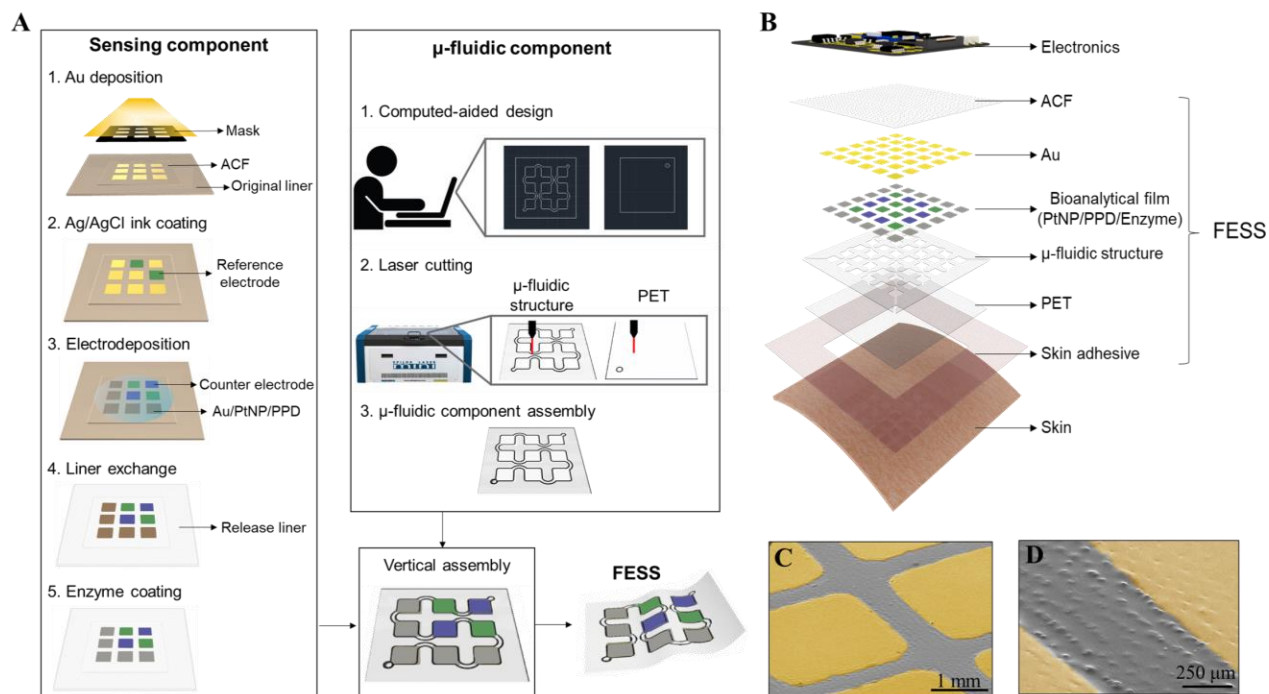 A
Sensing component
1. Au deposition
Mask
ACF
Original liner
2. Ag/AgCl ink coating
Reference
electrode
3. Electrodeposition
Counter electrode
Au/PtNP/PPD
4. Liner exchange
Release liner
5. Enzyme coating
µ-fluidic component
1. Computed-aided design
2. Laser cutting
µ-fluidic
structure
PET
3. µ-fluidic component assembly
Vertical assembly
FESS
B
Electronics
ACF
Au
Bioanalytical film
(PtNP/PPD/Enzyme)
µ-fluidic structure
PET
Skin adhesive
Skin
FESS
C
1 mm
D
250 µm